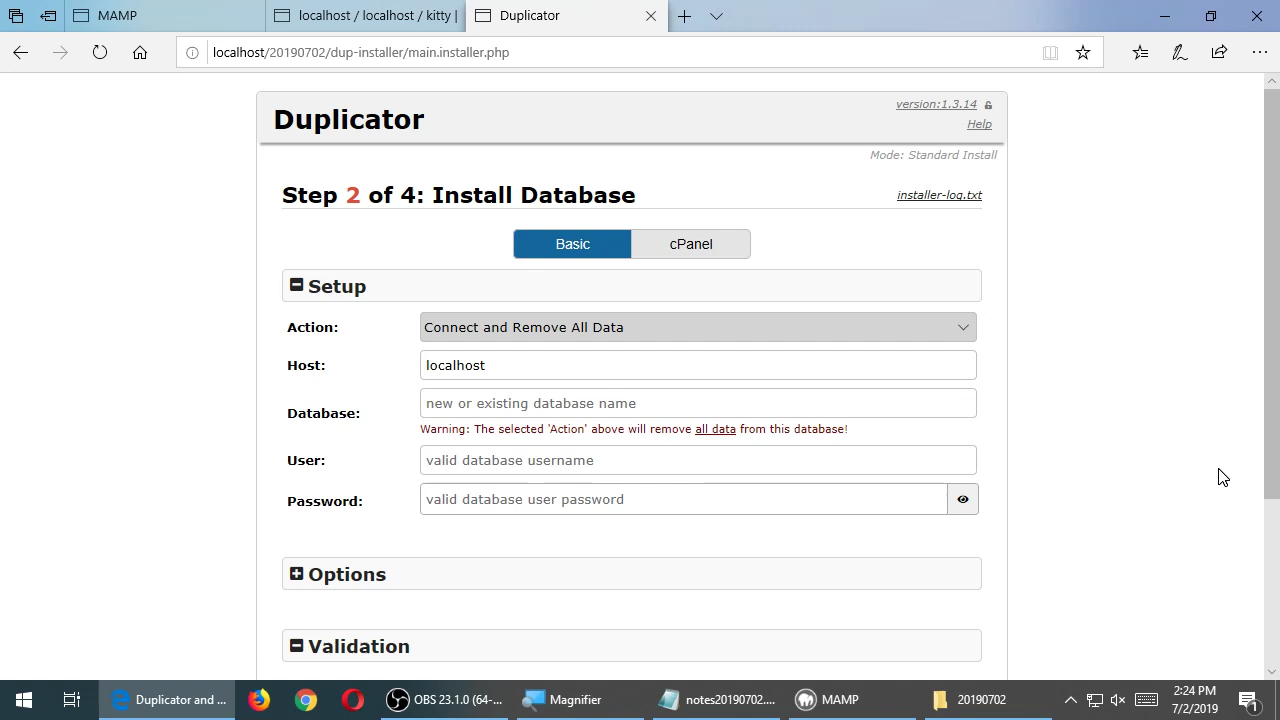 MAMP
localhost / localhost / kitty |
Duplicator
localhost/20190702/dup-installer/main.installer.php
Duplicator
version:1.3.14
Help
Mode: Standard Install
Step 2 of 4: Install Database
installer-log.txt
Basic
cPanel
Setup
Action:
Connect and Remove All Data
Host:
localhost
Database:
new or existing database name
Warning: The selected 'Action' above will remove all data from this database!
User:
valid database username
Password:
valid database user password
Options
Validation
Duplicator and ...
OBS 23.1.0 (64-...
Magnifier
notes20190702....
MAMP
20190702
2:24 PM
7/2/2019
1